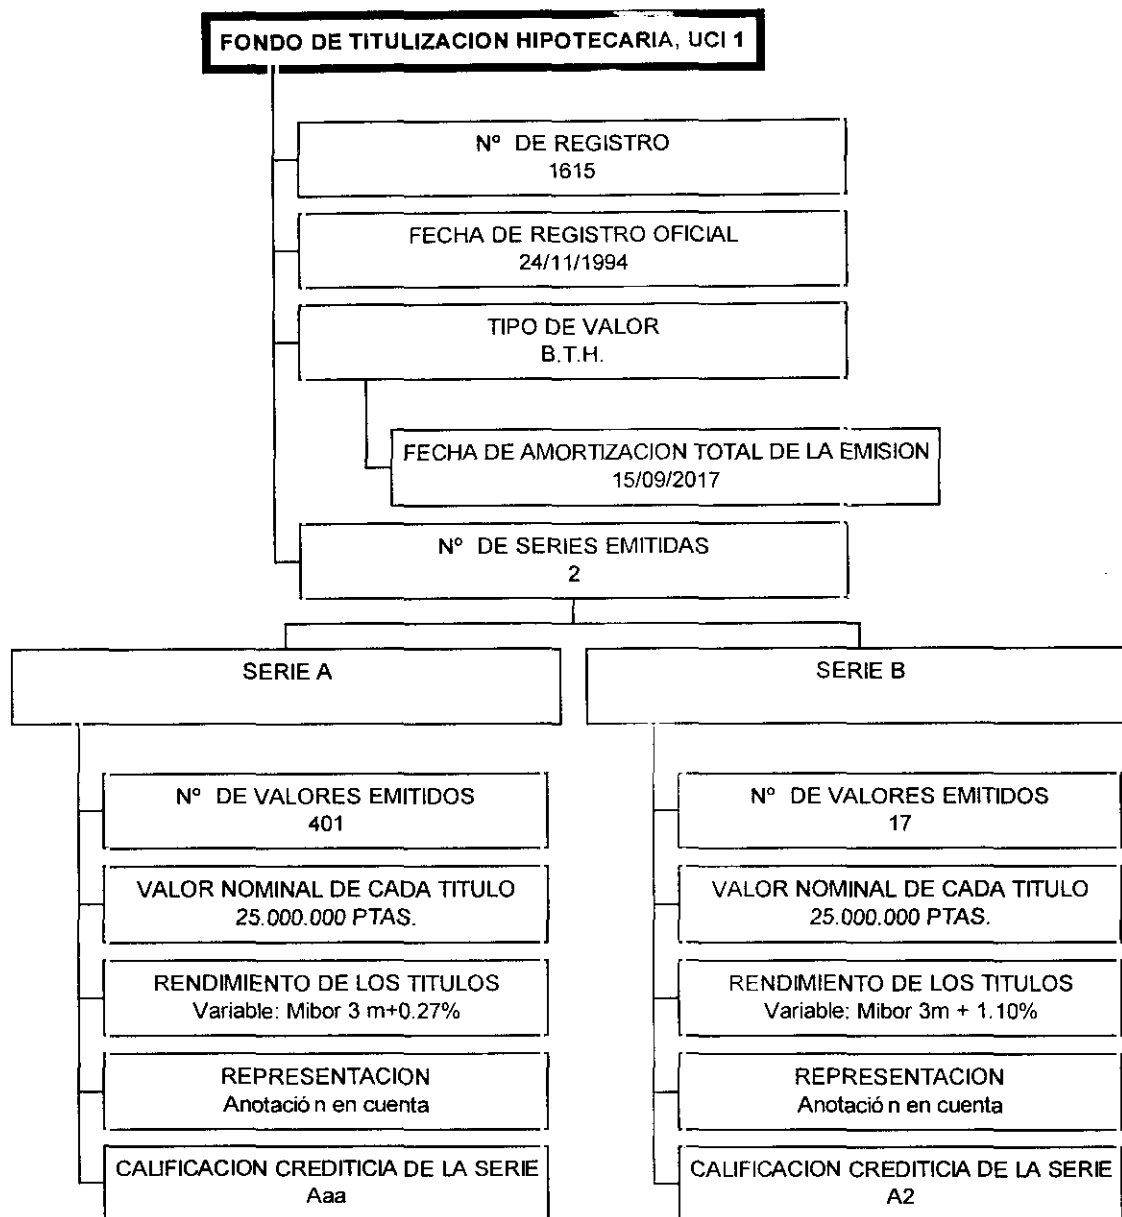 FONDO DE TITULIZACION HIPOTECARIA, UCI 1
Nº DE REGISTRO
1615
FECHA DE REGISTRO OFICIAL
24/11/1994
TIPO DE VALOR
B.T.H.
FECHA DE AMORTIZACION TOTAL DE LA EMISION
15/09/2017
Nº DE SERIES EMITIDAS
2
SERIE A
Nº DE VALORES EMITIDOS
401
VALOR NOMINAL DE CADA TITULO
25.000.000 PTAS.
RENDIMIENTO DE LOS TITULOS
Variable: Mibor 3 m+0.27%
REPRESENTACION
Anotación en cuenta
CALIFICACION CREDITICIA DE LA SERIE
Aaa
SERIE B
Nº DE VALORES EMITIDOS
17
VALOR NOMINAL DE CADA TITULO
25.000.000 PTAS.
RENDIMIENTO DE LOS TITULOS
Variable: Mibor 3m + 1.10%
REPRESENTACION
Anotación en cuenta
CALIFICACION CREDITICIA DE LA SERIE
A2